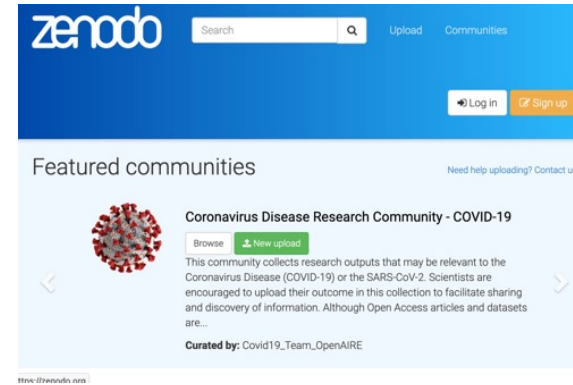 zenodo
Search
Upload
Communities
Log in
Sign up
Featured communities
Need help uploading? Contact u
Coronavirus Disease Research Community - COVID-19
Browse
New upload
This community collects research outputs that may be relevant to the
Coronavirus Disease (COVID-19) or the SARS-CoV-2. Scientists are
encouraged to upload their outcome in this collection to facilitate sharing
and discovery of information. Although Open Access articles and datasets
are...
Curated by: Covid19_Team_OpenAIRE
ttps://zenodo.org